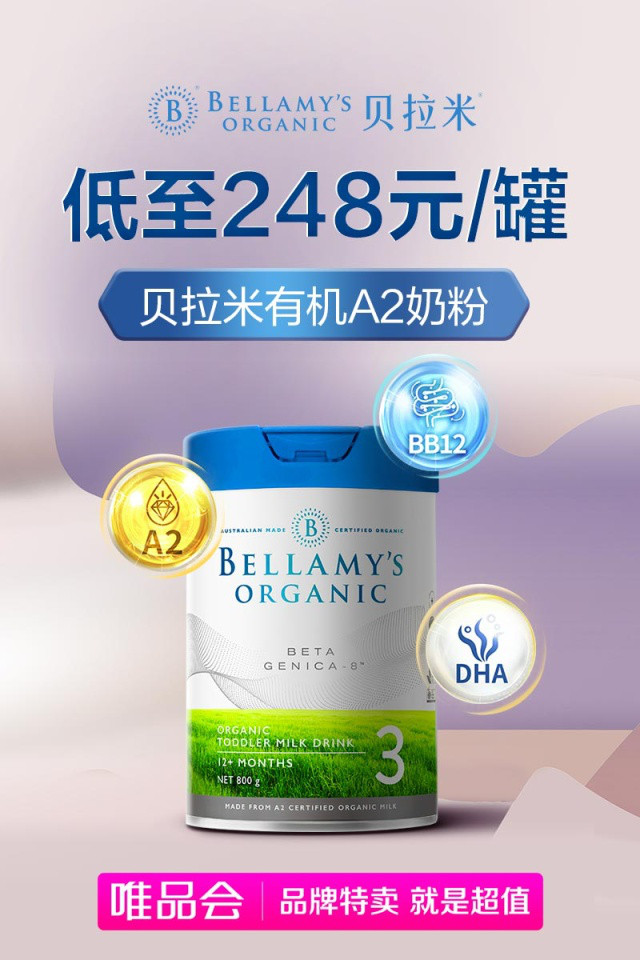 B BELLAMY'S ORGANIC 贝拉米
低至248元/罐
贝拉米有机A2奶粉
BB12
A2
AUSTRALIAN MADE B CERTIFIED ORGANIC
BELLAMY'S
ORGANIC
BETA
GENICA-8™
DHA
ORGANIC
TODDLER MILK DRINK
12+ MONTHS
NET 800 g
3
MADE FROM A2 CERTIFIED ORGANIC MILK
唯品会 品牌特卖 就是超值